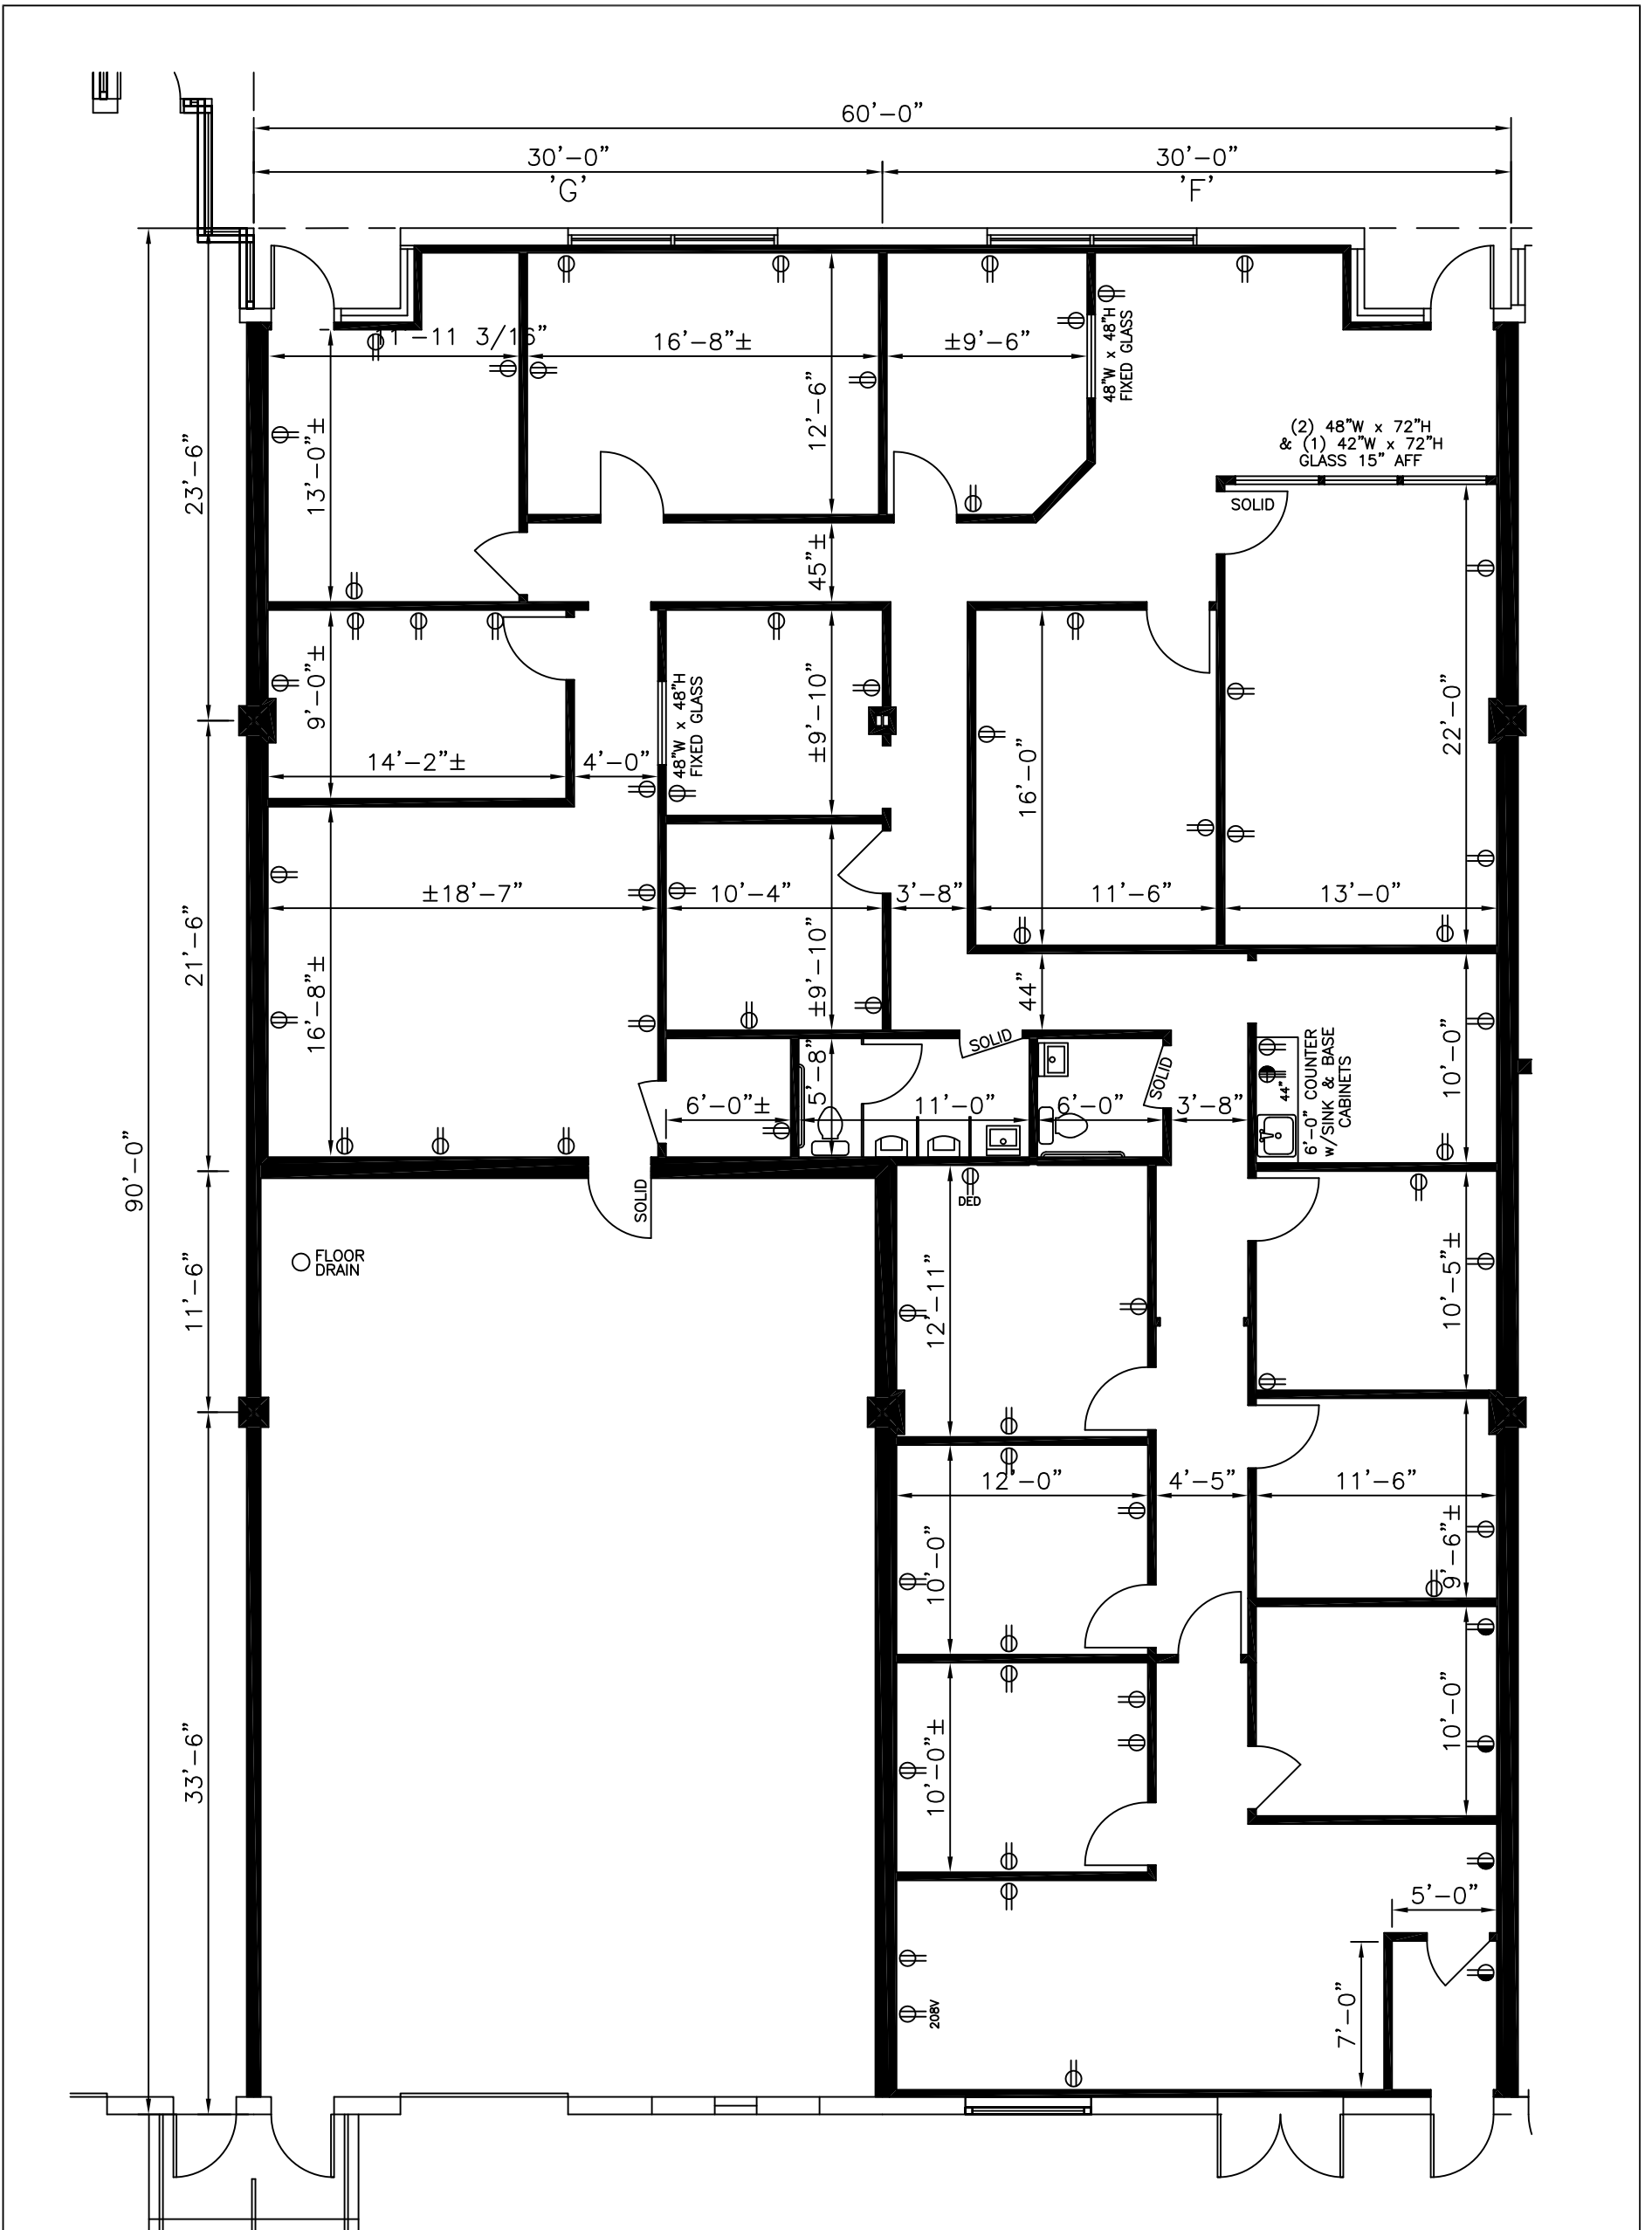 60'-0"
30'-0"
30'-0"
'G'
'F'
11'-11 3/16"
16'-8"±
±9'-6"
48"W x 48"H
FIXED GLASS
12'-6"
13'-0"±
23'-6"
(2) 48"W x 72"H
& (1) 42"W x 72"H
GLASS 15" AFF
SOLID
45"±
9'-0"±
14'-2"±
4'-0"
48"W x 48"H
FIXED GLASS
±9'-10"
16'-0"
22'-0"
±18'-7"
10'-4"
3'-8"
11'-6"
13'-0"
21'-6"
16'-8"±
±9'-10"
44"
10'-0"
SOLID
SOLID
5'-8"
6'-0"±
11'-0"
6'-0"
3'-8"
44"
6'-0" COUNTER
w/SINK & BASE
CABINETS
90'-0"
SOLID
DED
FLOOR
DRAIN
11'-6"
12'-11"
10'-5"±
12'-0"
4'-5"
11'-6"
10'-0"
9'-6"±
33'-6"
10'-0"±
10'-0"
5'-0"
7'-0"
208V